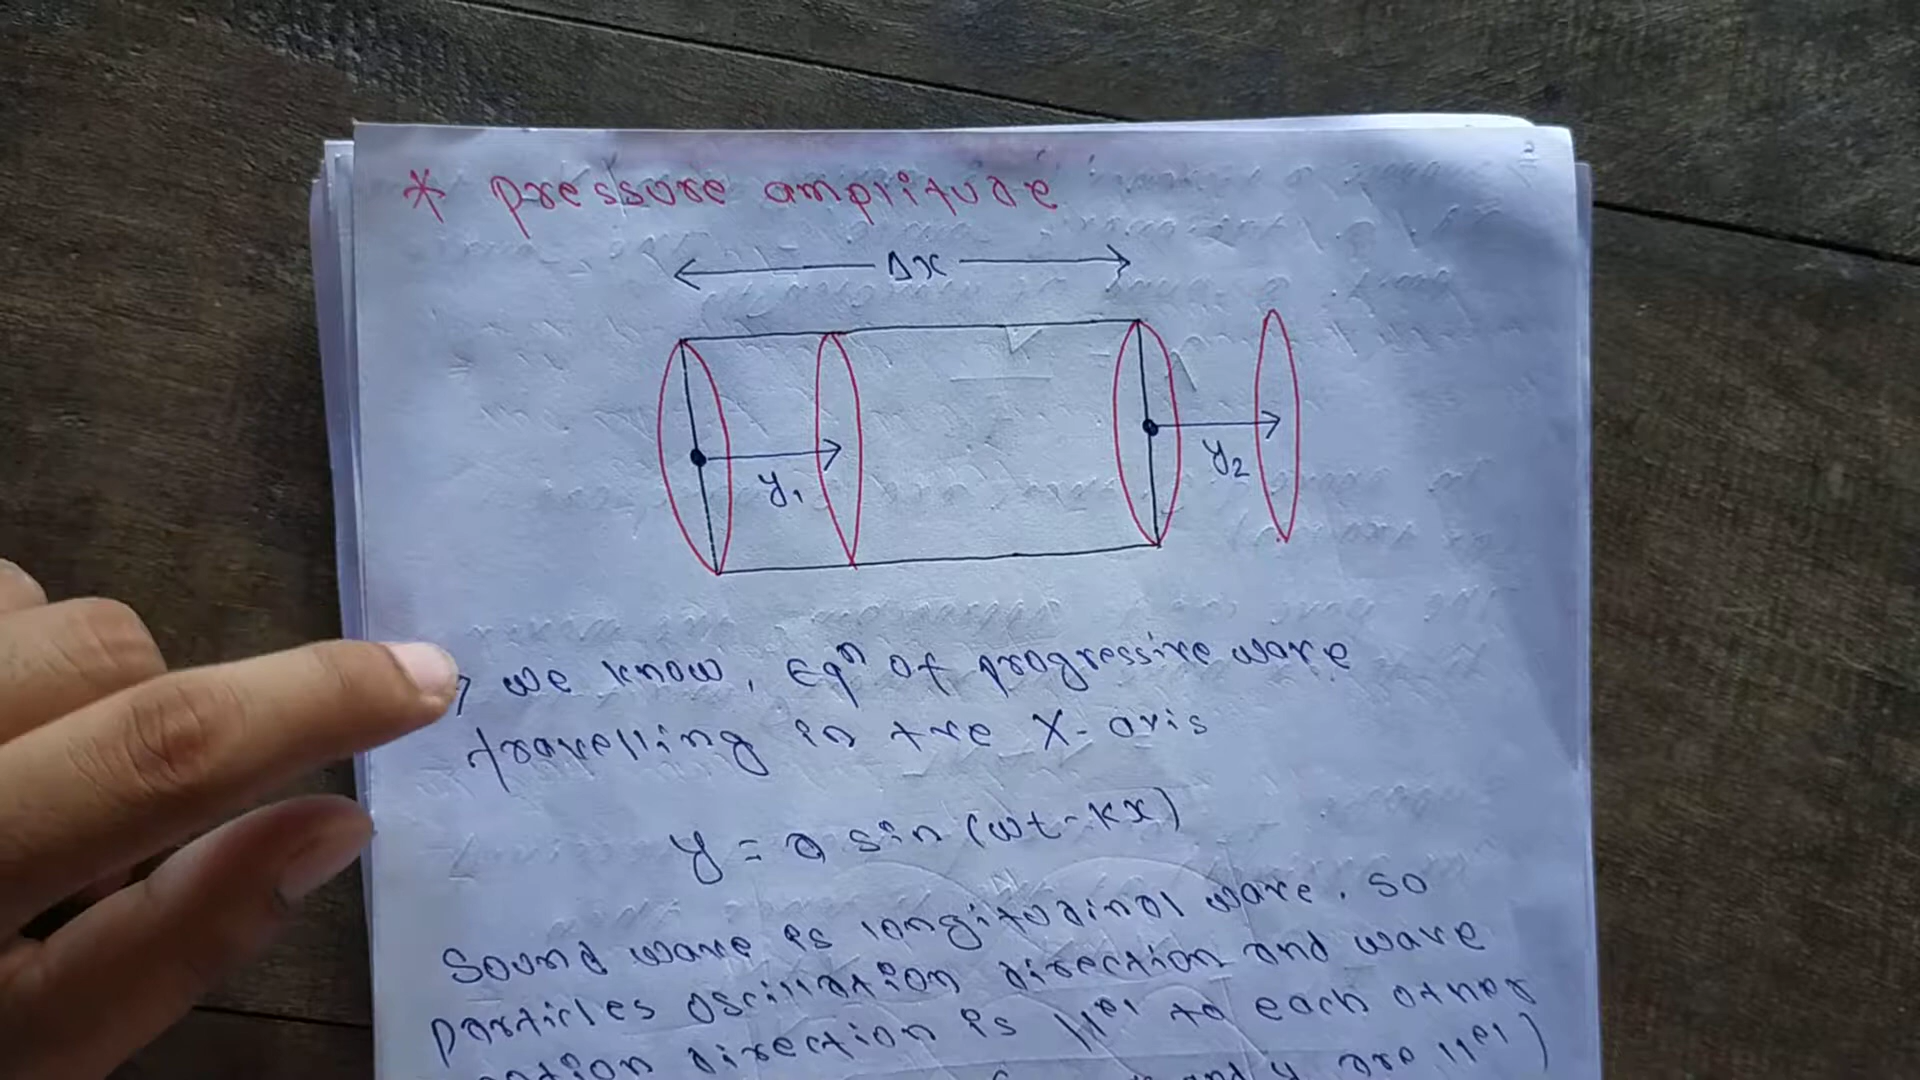 * pressure amplitude
Δx
y₁
y₂
→ we know, Eqⁿ of progressive wave
travelling in +ve X-axis
y = a sin (ωt-kx)
Sound wave is longitudinal wave. So
particles oscillation direction and wave
direction is ||ᵉˡ to each other
and y are ||ᵉˡ)